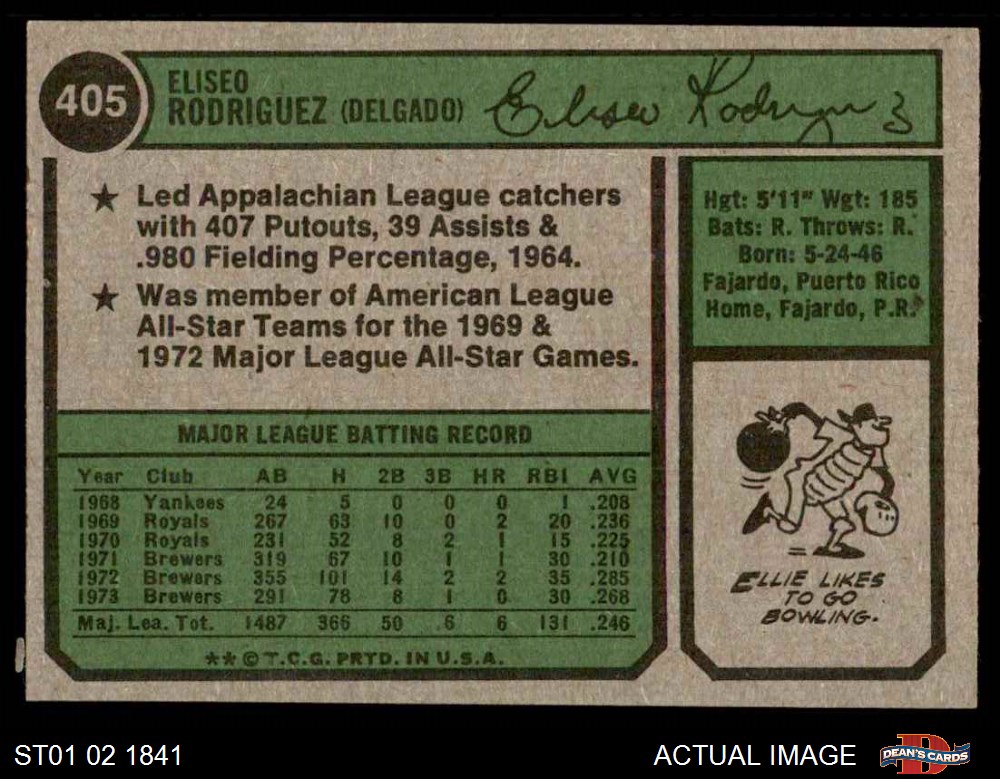 405
ELISEO
RODRIGUEZ (DELGADO)
Eliseo Rodriguez
★ Led Appalachian League catchers
with 407 Putouts, 39 Assists &
.980 Fielding Percentage, 1964.
★ Was member of American League
All-Star Teams for the 1969 &
1972 Major League All-Star Games.
Hgt: 5'11" Wgt: 185
Bats: R. Throws: R.
Born: 5-24-46
Fajardo, Puerto Rico
Home, Fajardo, P.R.
MAJOR LEAGUE BATTING RECORD
Year Club AB H 2B 3B HR RBI AVG
1968 Yankees 24 5 0 0 0 1 .208
1969 Royals 267 63 10 0 2 20 .236
1970 Royals 231 52 8 2 1 15 .225
1971 Brewers 319 67 10 1 1 30 .210
1972 Brewers 355 101 14 2 2 35 .285
1973 Brewers 291 78 8 1 0 30 .268
Maj. Lea. Tot. 1487 366 50 6 6 131 .246
** © T.C.G. PRTD. IN U.S.A.
ELLIE LIKES
TO GO
BOWLING.
ST01 02 1841
ACTUAL IMAGE
DEAN'S CARDS